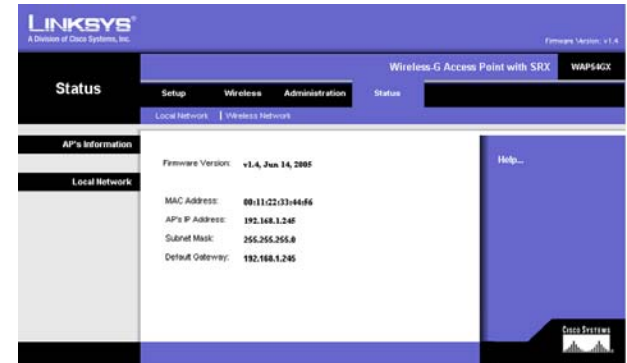 LINKSYS®
A Division of Cisco Systems, Inc.
Firmware Version: v1.4
Wireless-G Access Point with SRX WAP54GX
Status
Setup Wireless Administration Status
Local Network | Wireless Network
AP's Information
Firmware Version: v1.4, Jun 14, 2005
Help...
Local Network
MAC Address: 00:11:22:33:44:56
AP's IP Address: 192.168.1.245
Subnet Mask: 255.255.255.0
Default Gateway: 192.168.1.245
CISCO SYSTEMS